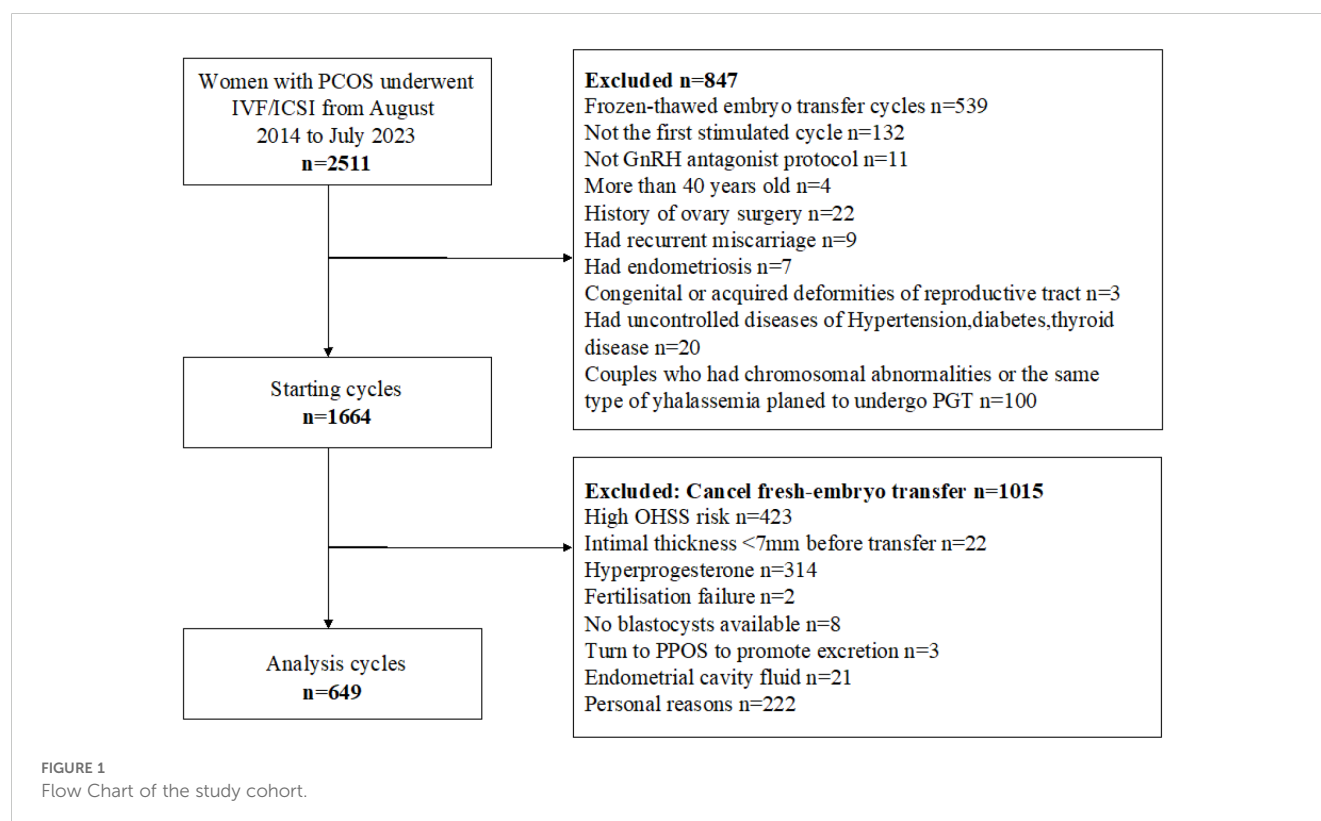 Women with PCOS underwent
IVF/ICSI from August
2014 to July 2023
n=2511
Excluded n=847
Frozen-thawed embryo transfer cycles n=539
Not the first stimulated cycle n=132
Not GnRH antagonist protocol n=11
More than 40 years old n=4
History of ovary surgery n=22
Had recurrent miscarriage n=9
Had endometriosis n=7
Congenital or acquired deformities of reproductive tract n=3
Had uncontrolled diseases of Hypertension,diabetes,thyroid
disease n=20
Couples who had chromosomal abnormalities or the same
type of yhalassemia planed to undergo PGT n=100
Starting cycles
n=1664
Excluded: Cancel fresh-embryo transfer n=1015
High OHSS risk n=423
Intimal thickness <7mm before transfer n=22
Hyperprogesterone n=314
Fertilisation failure n=2
No blastocysts available n=8
Turn to PPOS to promote excretion n=3
Endometrial cavity fluid n=21
Personal reasons n=222
Analysis cycles
n=649
FIGURE 1
Flow Chart of the study cohort.